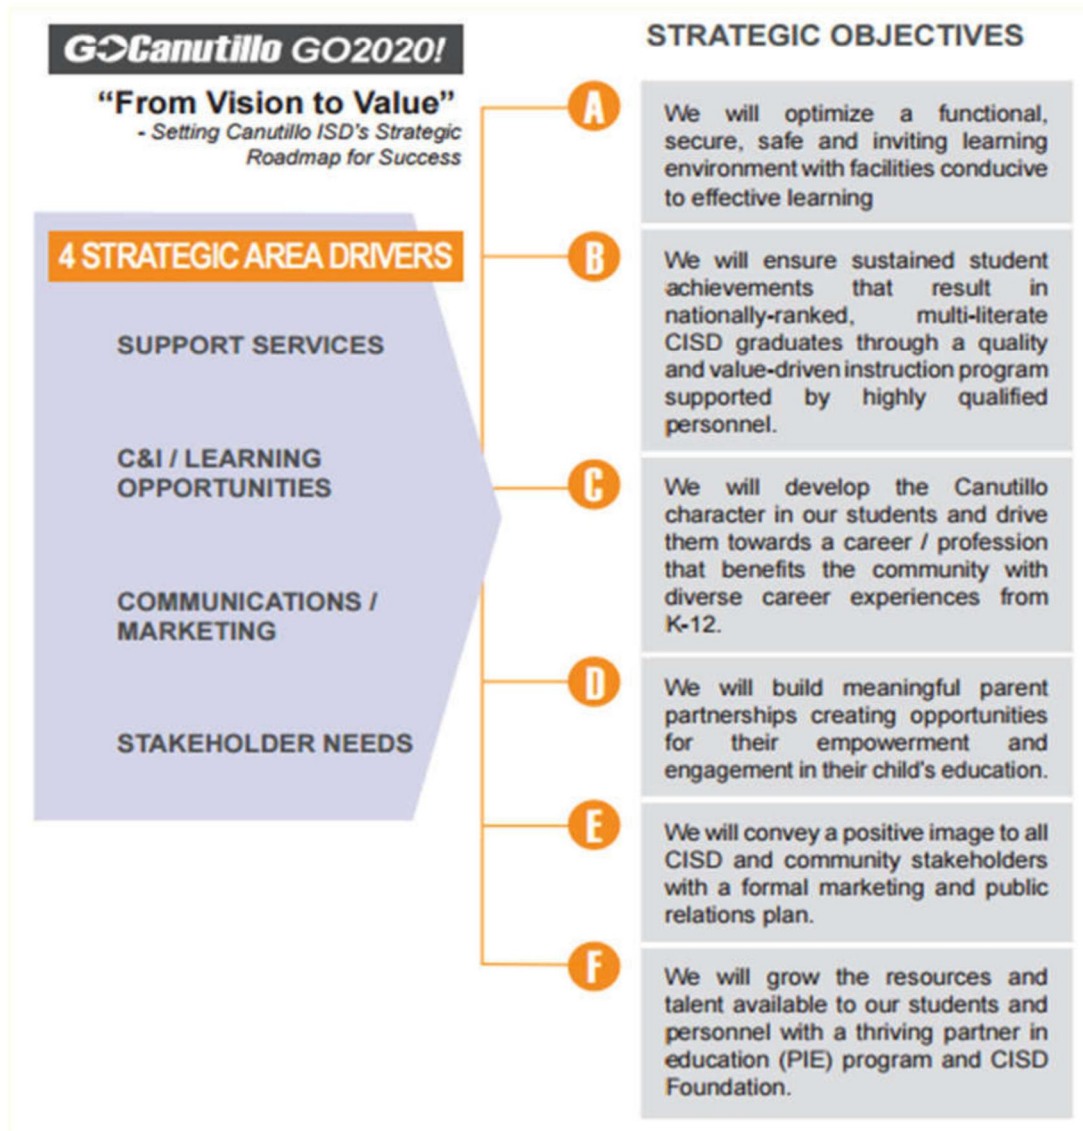 GOCanutillo GO2020!
“From Vision to Value”
- Setting Canutillo ISD's Strategic
Roadmap for Success
4 STRATEGIC AREA DRIVERS
SUPPORT SERVICES
C&I / LEARNING
OPPORTUNITIES
COMMUNICATIONS /
MARKETING
STAKEHOLDER NEEDS
STRATEGIC OBJECTIVES
A
We will optimize a functional,
secure, safe and inviting learning
environment with facilities conducive
to effective learning
B
We will ensure sustained student
achievements that result in
nationally-ranked, multi-literate
CISD graduates through a quality
and value-driven instruction program
supported by highly qualified
personnel.
C
We will develop the Canutillo
character in our students and drive
them towards a career / profession
that benefits the community with
diverse career experiences from
K-12.
D
We will build meaningful parent
partnerships creating opportunities
for their empowerment and
engagement in their child's education.
E
We will convey a positive image to all
CISD and community stakeholders
with a formal marketing and public
relations plan.
F
We will grow the resources and
talent available to our students and
personnel with a thriving partner in
education (PIE) program and CISD
Foundation.